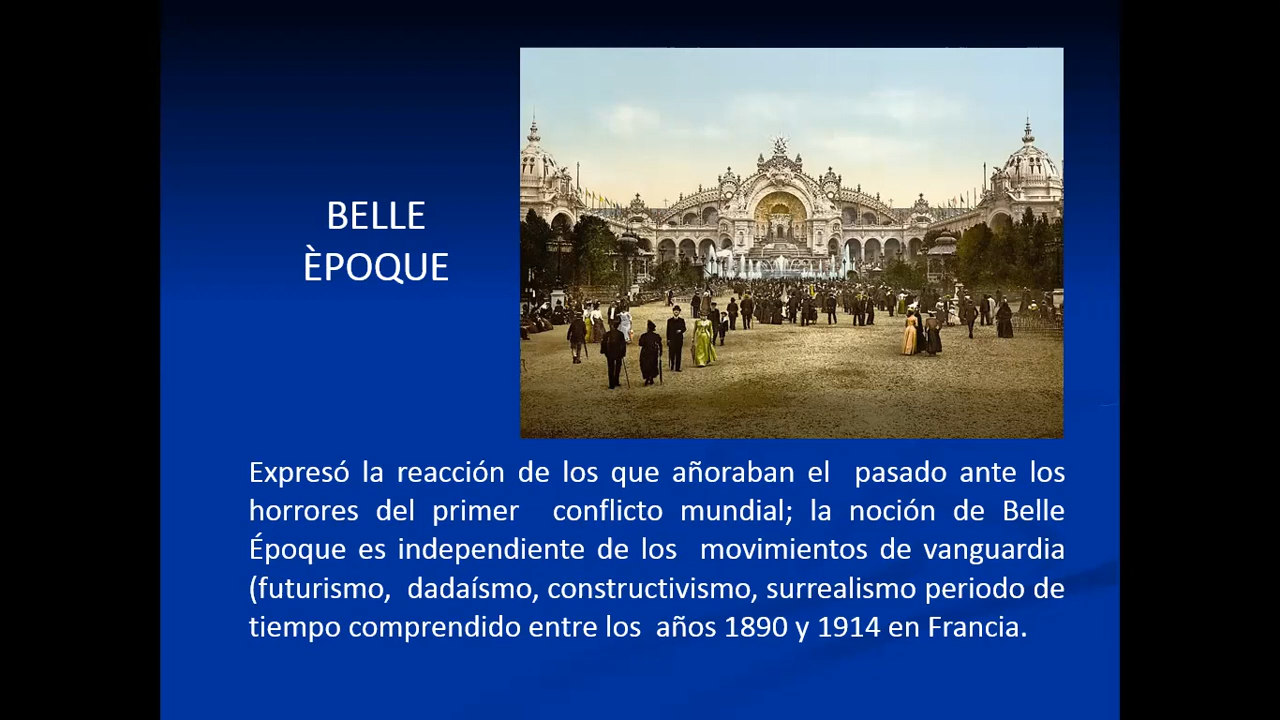 BELLE
ÈPOQUE
Expresó la reacción de los que añoraban el pasado ante los
horrores del primer conflicto mundial; la noción de Belle
Époque es independiente de los movimientos de vanguardia
(futurismo, dadaísmo, constructivismo, surrealismo periodo de
tiempo comprendido entre los años 1890 y 1914 en Francia.